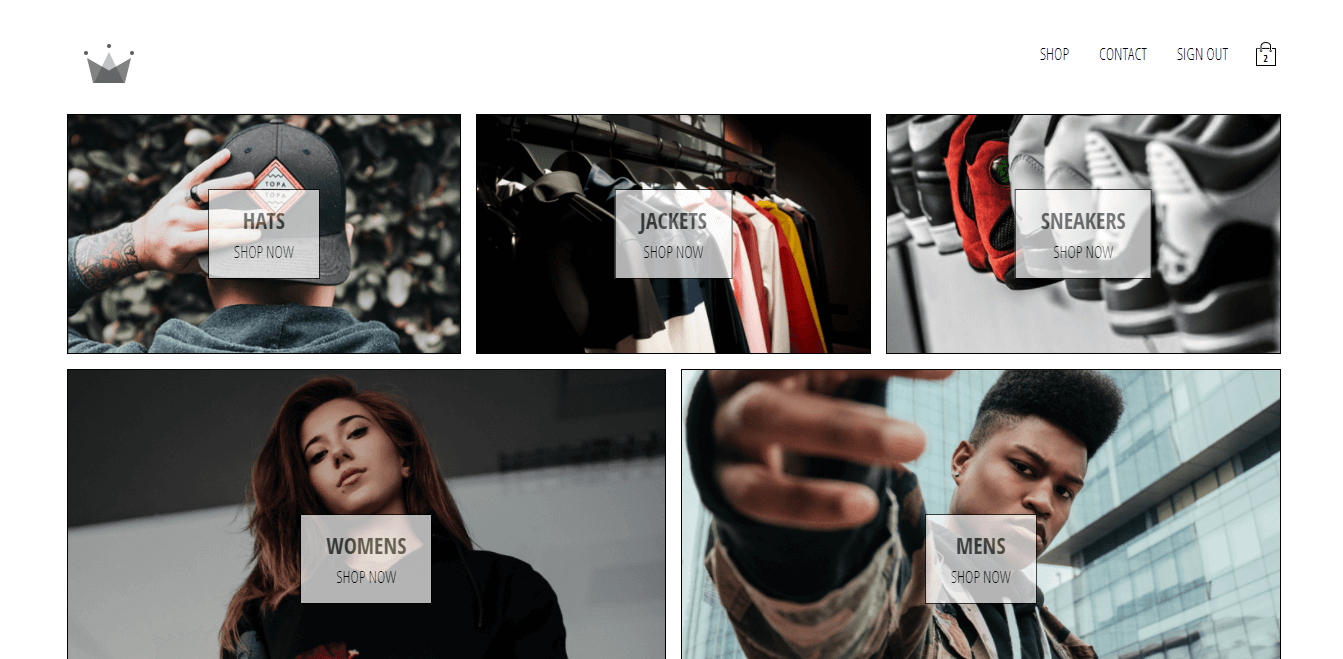 SHOP
CONTACT
SIGN OUT
2
TOPA
TOPA
HATS
SHOP NOW
JACKETS
SHOP NOW
SNEAKERS
SHOP NOW
WOMENS
SHOP NOW
MENS
SHOP NOW